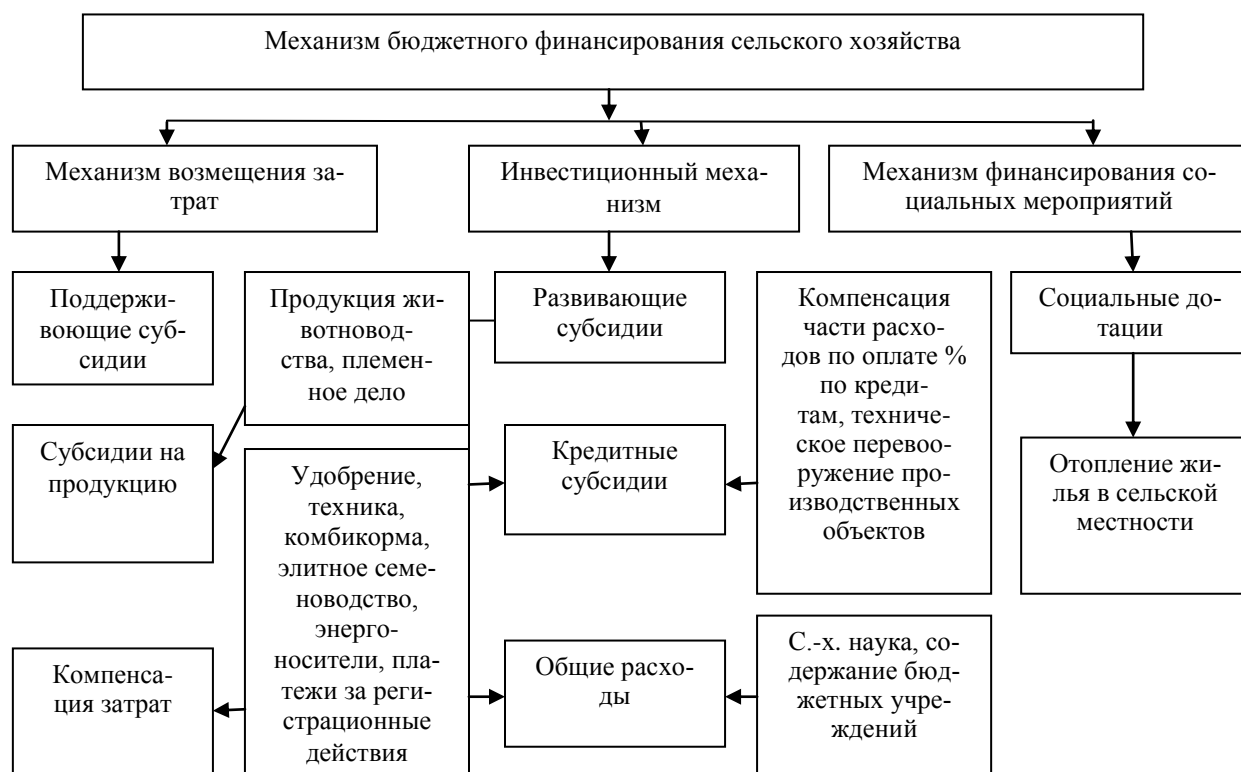 Механизм бюджетного финансирования сельского хозяйства
Механизм возмещения за-
трат
Инвестиционный меха-
низм
Механизм финансирования со-
циальных мероприятий
Поддержи-
воющие суб-
сидии
Продукция жи-
вотновод-
ства, племен-
ное дело
Развивающие
субсидии
Компенсация
части расхо-
дов по оплате %
по креди-
там, техниче-
ское перевоо-
ружение про-
изводственных
объектов
Социальные до-
тации
Субсидии на
продукцию
Удобрение,
техника,
комбикорма,
элитное семе-
новодство,
энерго-
носители, пла-
тежи за реги-
страционные
действия
Кредитные
субсидии
Отопление жи-
лья в сельской
местности
Компенса-
ция затрат
Общие расхо-
ды
С.-х. наука, со-
держание бюд-
жетных учре-
ждений